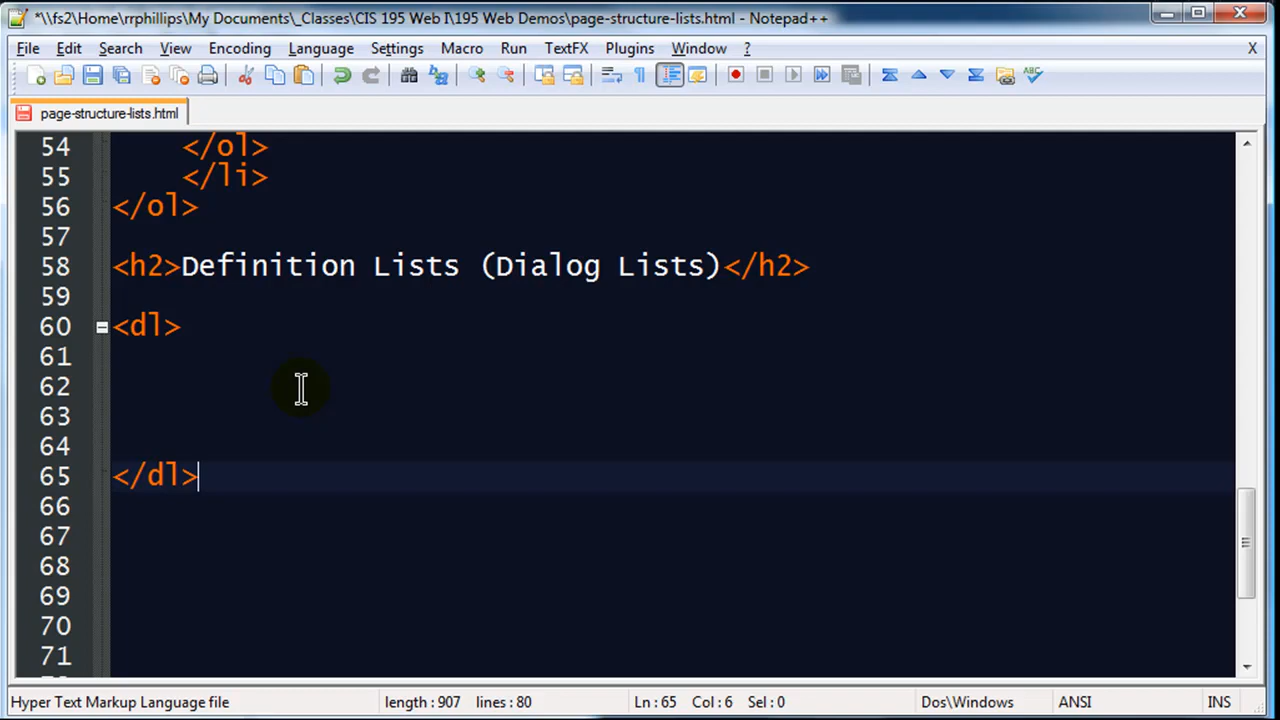 *\\fs2\Home\rrphillips\My Documents\_Classes\CIS 195 Web I\195 Web Demos\page-structure-lists.html - Notepad++
File Edit Search View Encoding Language Settings Macro Run TextFX Plugins Window ? X
page-structure-lists.html
54 </ol>
55 </li>
56 </ol>
57
58 <h2>Definition Lists (Dialog Lists)</h2>
59
60 <dl>
61
62
63
64
65 </dl>
66
67
68
69
70
71
Hyper Text Markup Language file length : 907 lines : 80 Ln : 65 Col : 6 Sel : 0 Dos\Windows ANSI INS